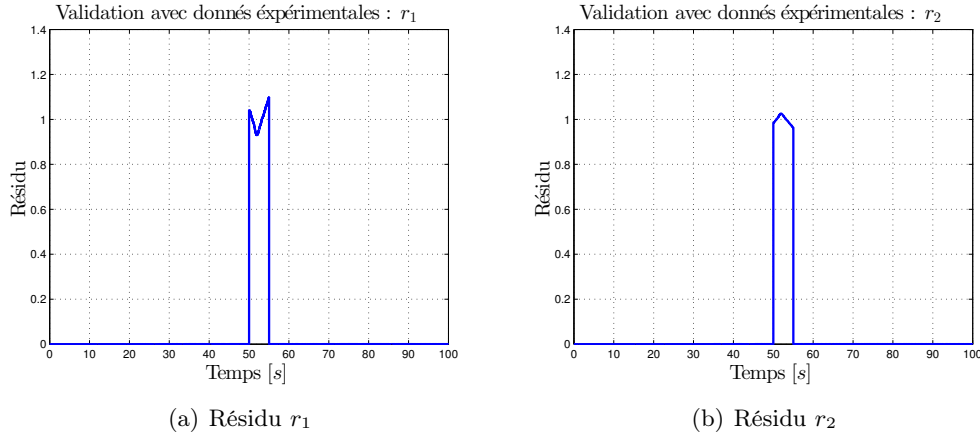 Validation avec donnés éxpérimentales : r₁
1.4
1.2
1
0.8
0.6
0.4
0.2
0
Résidu
0 10 20 30 40 50 60 70 80 90 100
Temps [s]
(a) Résidu r₁
Validation avec donnés éxpérimentales : r₂
1.4
1.2
1
0.8
0.6
0.4
0.2
0
Résidu
0 10 20 30 40 50 60 70 80 90 100
Temps [s]
(b) Résidu r₂